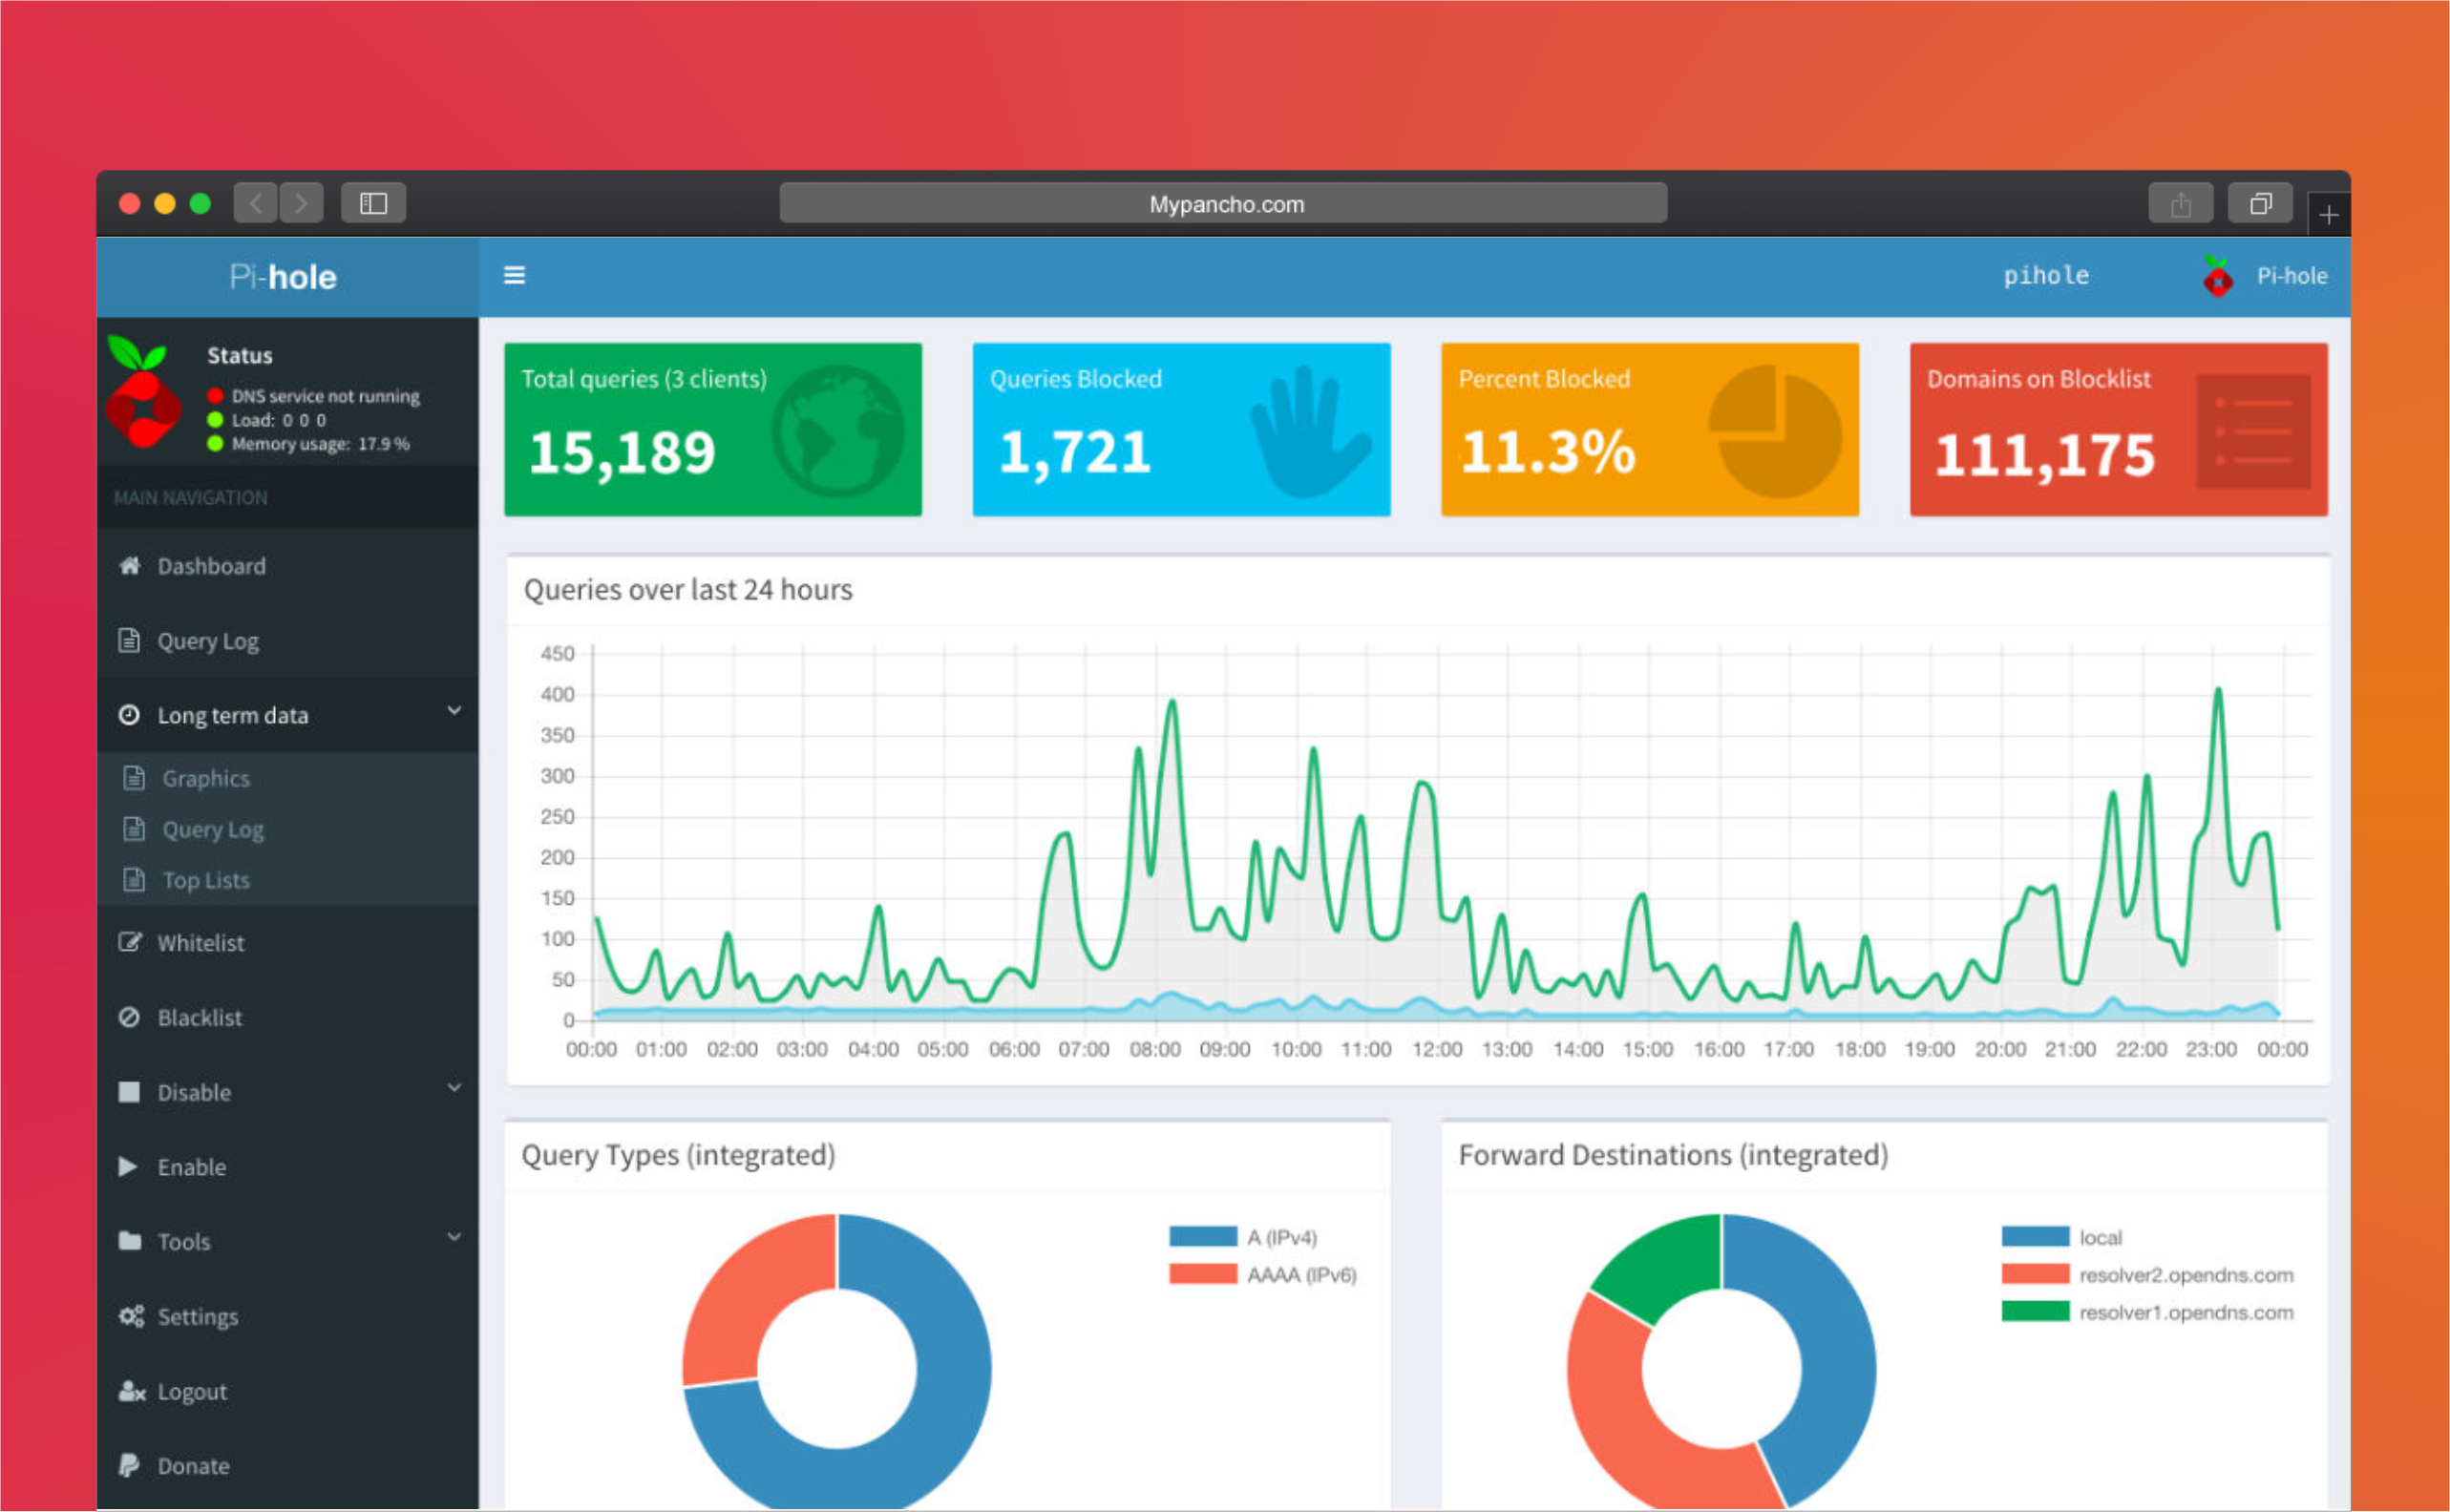 Mypancho.com
Pi-hole
pihole
Pi-hole
Status
DNS service not running
Load: 0 0 0
Memory usage: 17.9 %
MAIN NAVIGATION
Dashboard
Query Log
Long term data
Graphics
Query Log
Top Lists
Whitelist
Blacklist
Disable
Enable
Tools
Settings
Logout
Donate
Total queries (3 clients)
15,189
Queries Blocked
1,721
Percent Blocked
11.3%
Domains on Blocklist
111,175
Queries over last 24 hours
450
400
350
300
250
200
150
100
50
0
00:00 01:00 02:00 03:00 04:00 05:00 06:00 07:00 08:00 09:00 10:00 11:00 12:00 13:00 14:00 15:00 16:00 17:00 18:00 19:00 20:00 21:00 22:00 23:00 00:00
Query Types (integrated)
A (IPv4)
AAAA (IPv6)
Forward Destinations (integrated)
local
resolver2.opendns.com
resolver1.opendns.com